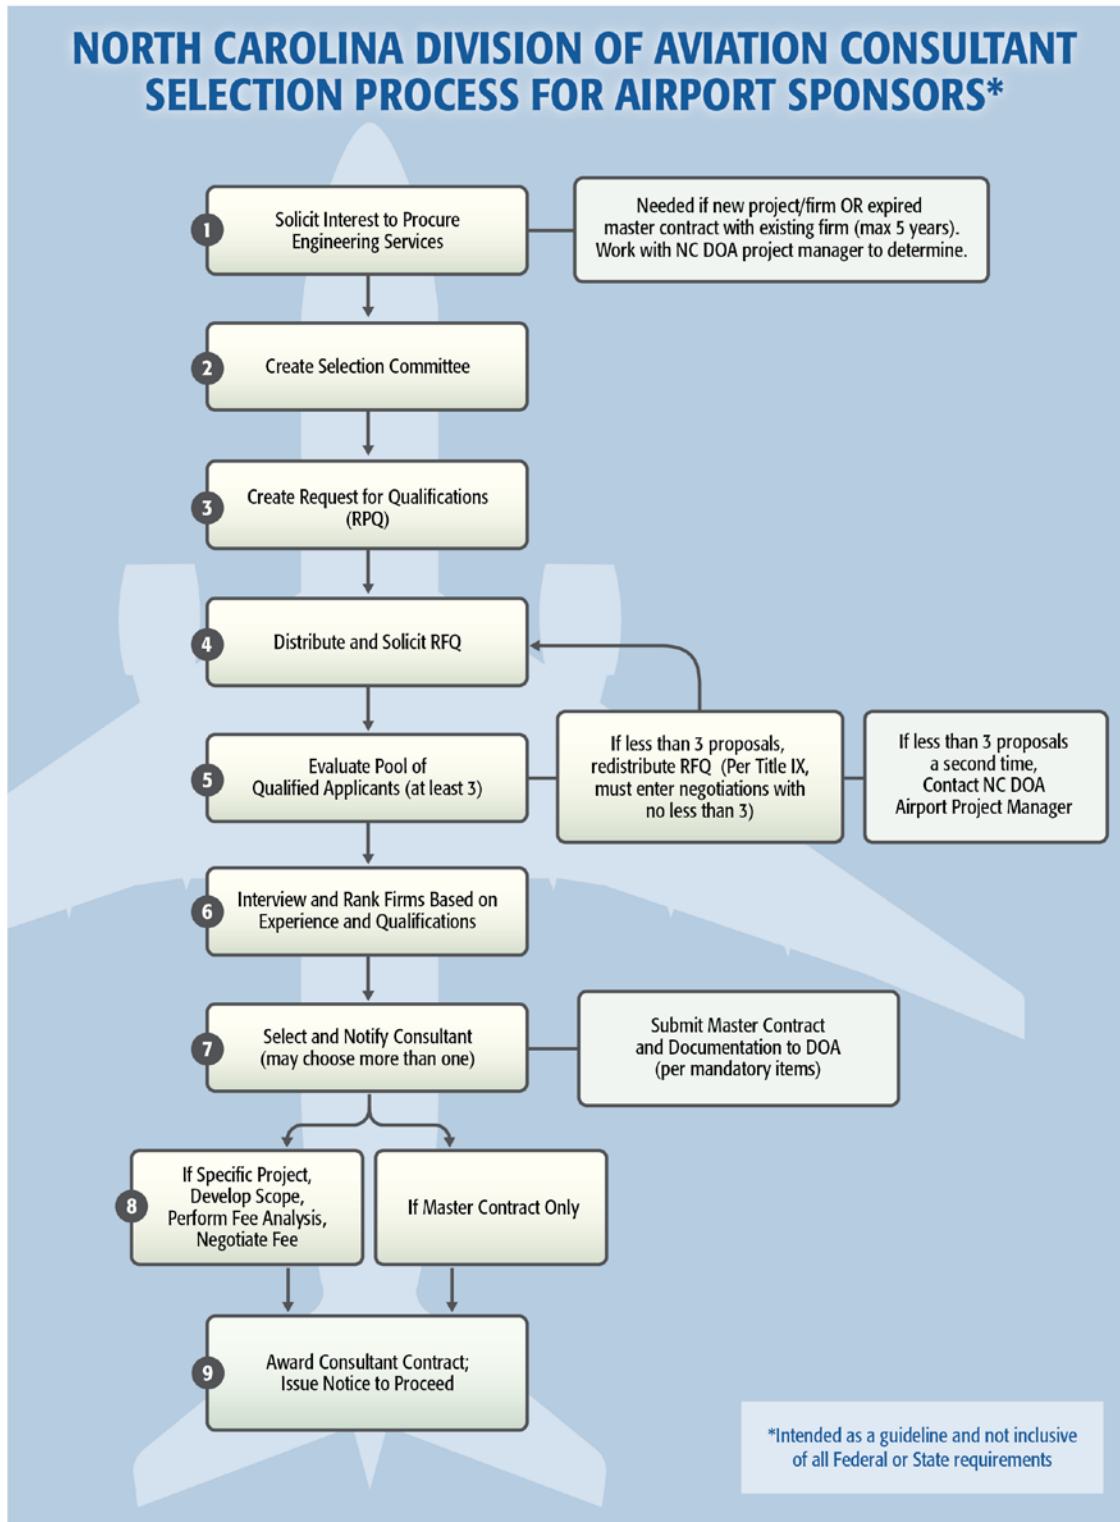 NORTH CAROLINA DIVISION OF AVIATION CONSULTANT
SELECTION PROCESS FOR AIRPORT SPONSORS*
1
Solicit Interest to Procure
Engineering Services
Needed if new project/firm OR expired
master contract with existing firm (max 5 years).
Work with NC DOA project manager to determine.
2
Create Selection Committee
3
Create Request for Qualifications
(RPQ)
4
Distribute and Solicit RFQ
5
Evaluate Pool of
Qualified Applicants (at least 3)
If less than 3 proposals,
redistribute RFQ (Per Title IX,
must enter negotiations with
no less than 3)
If less than 3 proposals
a second time,
Contact NC DOA
Airport Project Manager
6
Interview and Rank Firms Based on
Experience and Qualifications
7
Select and Notify Consultant
(may choose more than one)
Submit Master Contract
and Documentation to DOA
(per mandatory items)
8
If Specific Project,
Develop Scope,
Perform Fee Analysis,
Negotiate Fee
If Master Contract Only
9
Award Consultant Contract;
Issue Notice to Proceed
*Intended as a guideline and not inclusive
of all Federal or State requirements